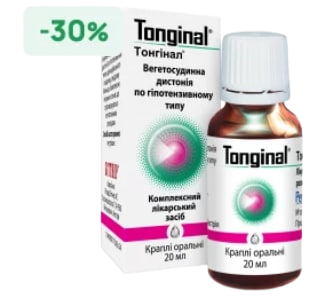 -30%
Tonginal®
Тонгінал®
Вегетосудинна
дистонія
по гіпотензивному
типу
Комплексний
лікарський
засіб
Краплі оральні
20 мл
Tonginal®
Краплі оральні
20 мл